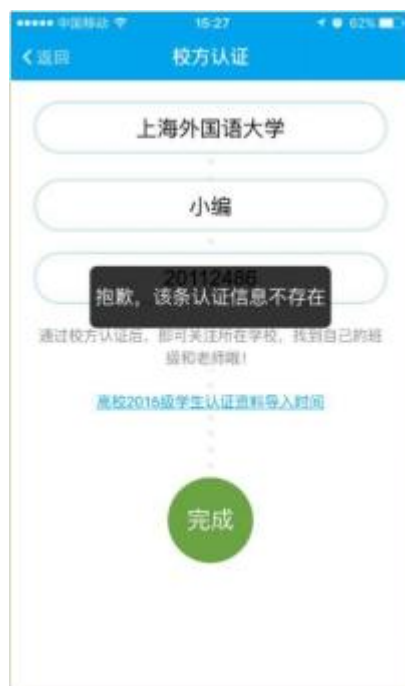 中国移动 15:27 62%
返回 校方认证
上海外国语大学
小编
20112466
抱歉，该条认证信息不存在
通过校方认证后，即可关注所在学校，找到自己的班
级和老师哦！
高校2016级学生认证资料导入时间
完成